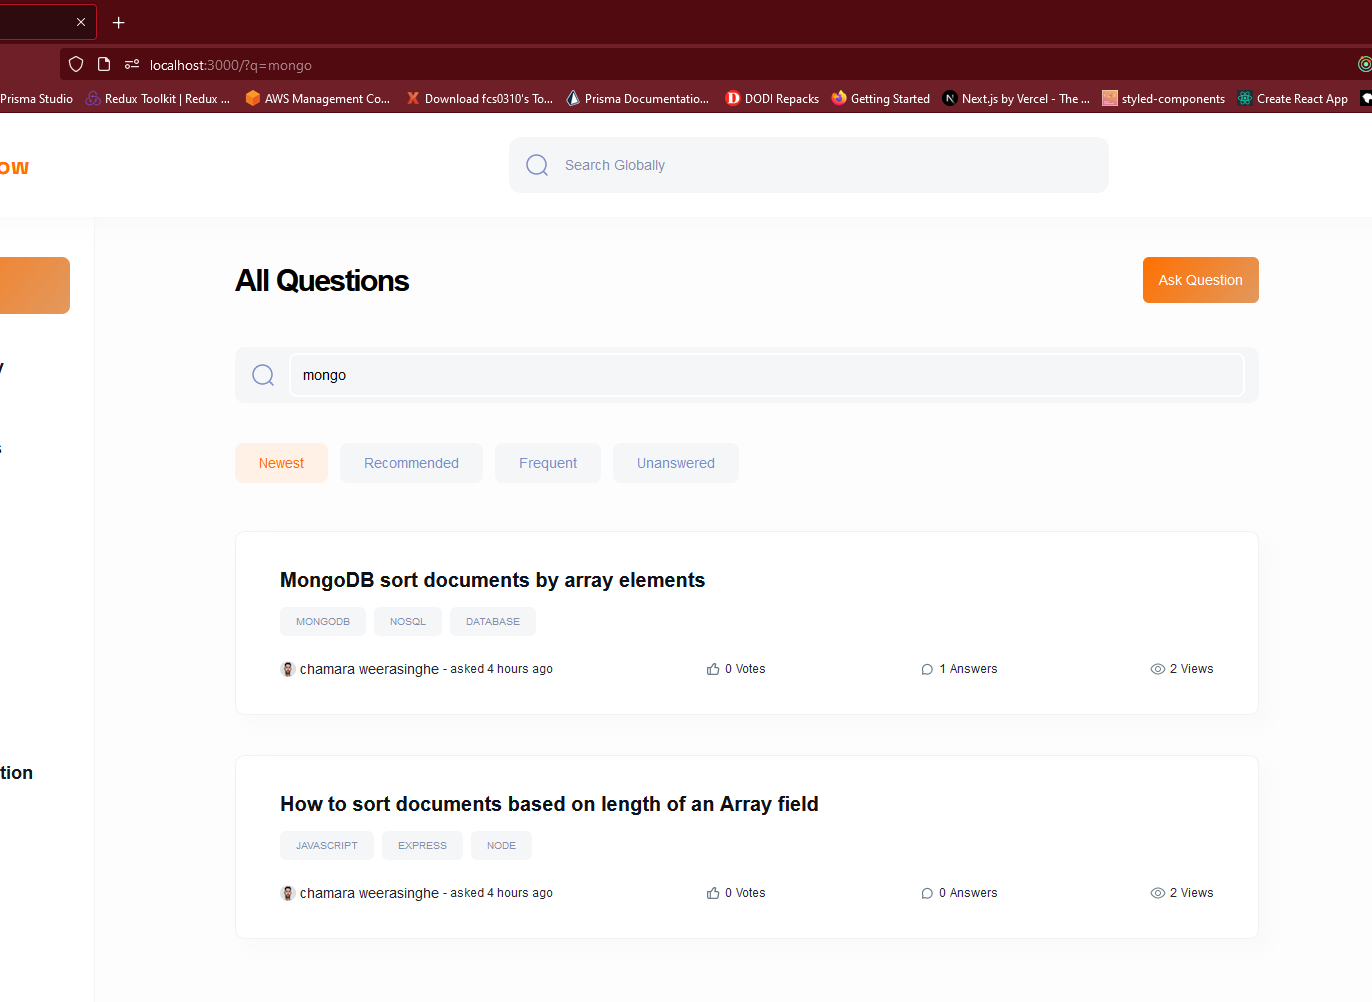 localhost:3000/?q=mongo
Prisma Studio Redux Toolkit | Redux ... AWS Management Co... Download fcs0310's To... Prisma Documentatio... DODI Repacks Getting Started Next.js by Vercel - The ... styled-components Create React App
ow
Search Globally
All Questions
Ask Question
mongo
Newest Recommended Frequent Unanswered
MongoDB sort documents by array elements
MONGODB NOSQL DATABASE
chamara weerasinghe - asked 4 hours ago 0 Votes 1 Answers 2 Views
tion
How to sort documents based on length of an Array field
JAVASCRIPT EXPRESS NODE
chamara weerasinghe - asked 4 hours ago 0 Votes 0 Answers 2 Views